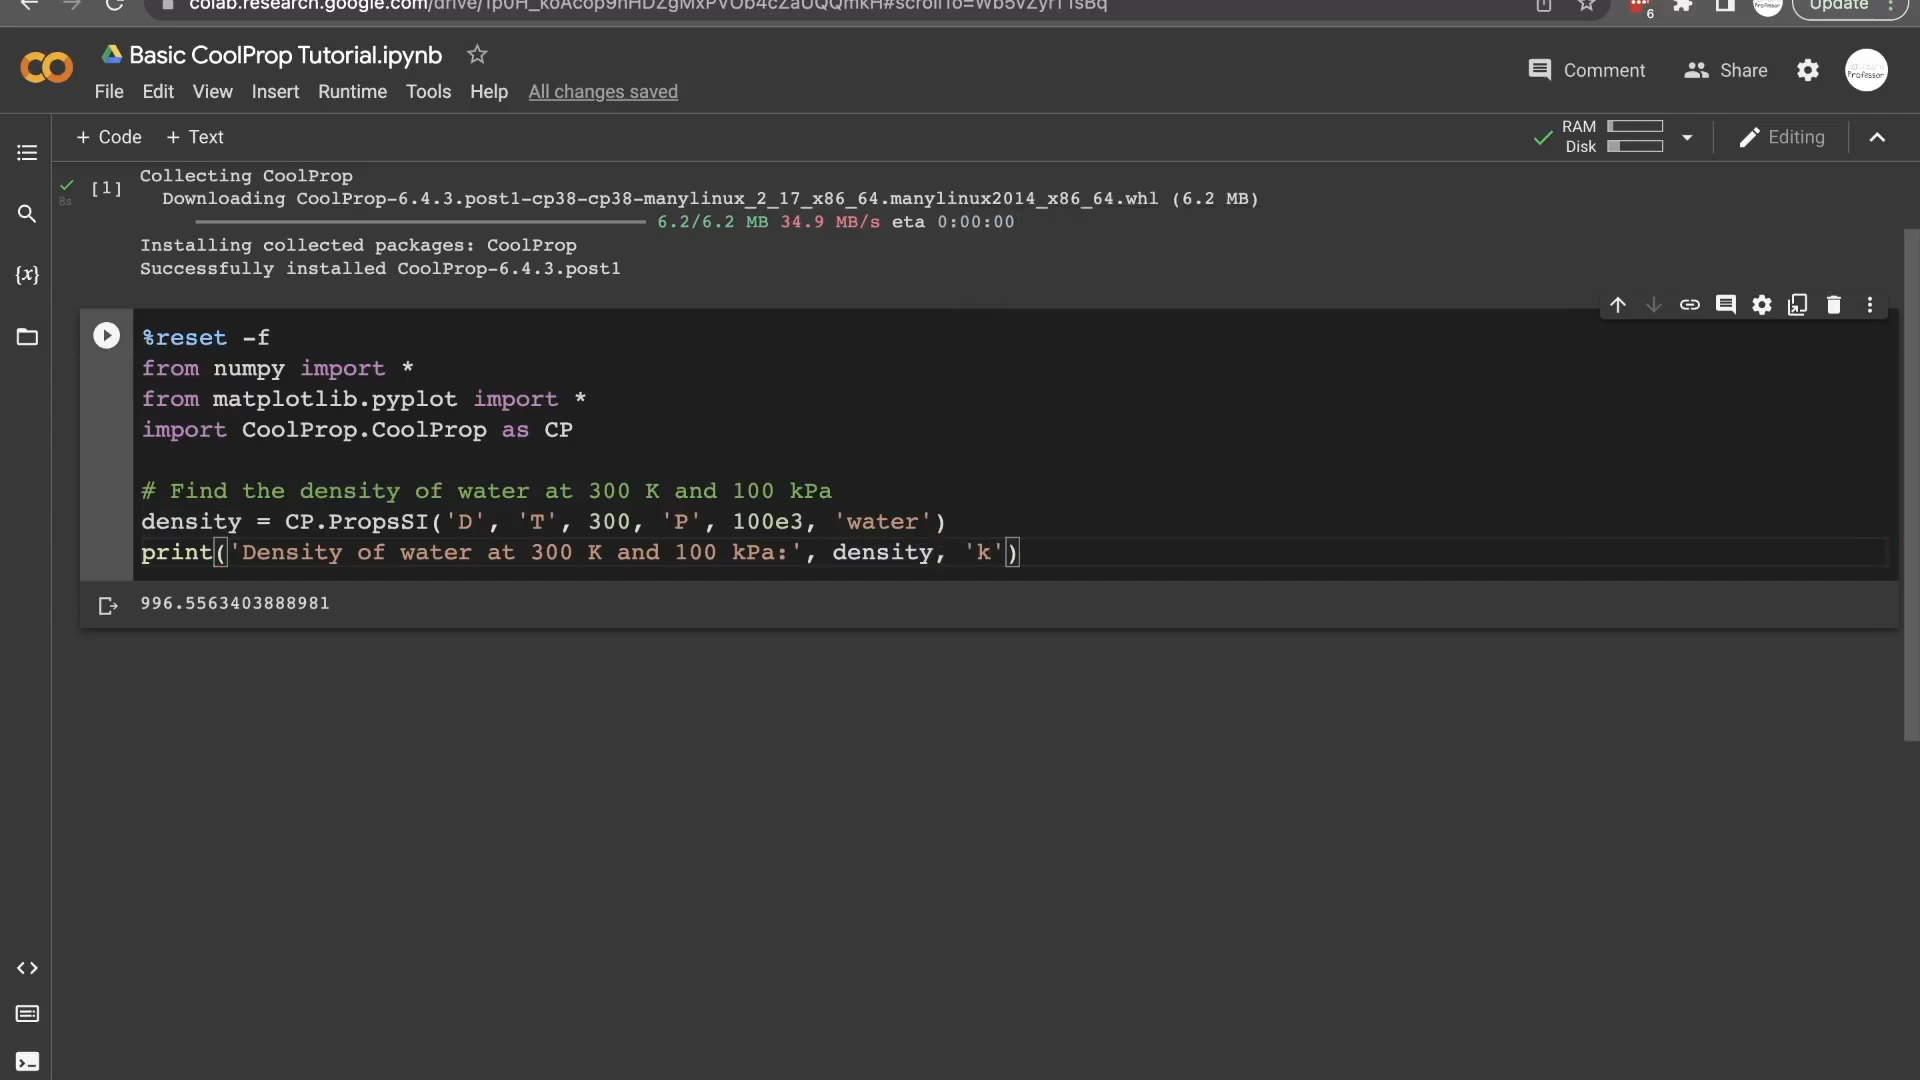 Update
6
Basic CoolProp Tutorial.ipynb
File Edit View Insert Runtime Tools Help All changes saved
Comment Share
Professor
+ Code + Text
RAM
Disk
Editing
[1]
8s
Collecting CoolProp
Downloading CoolProp-6.4.3.post1-cp38-cp38-manylinux_2_17_x86_64.manylinux2014_x86_64.whl (6.2 MB)
6.2/6.2 MB 34.9 MB/s eta 0:00:00
Installing collected packages: CoolProp
Successfully installed CoolProp-6.4.3.post1
{x}
%reset -f
from numpy import *
from matplotlib.pyplot import *
import CoolProp.CoolProp as CP
# Find the density of water at 300 K and 100 kPa
density = CP.PropsSI('D', 'T', 300, 'P', 100e3, 'water')
print('Density of water at 300 K and 100 kPa:', density, 'k')
996.5563403888981